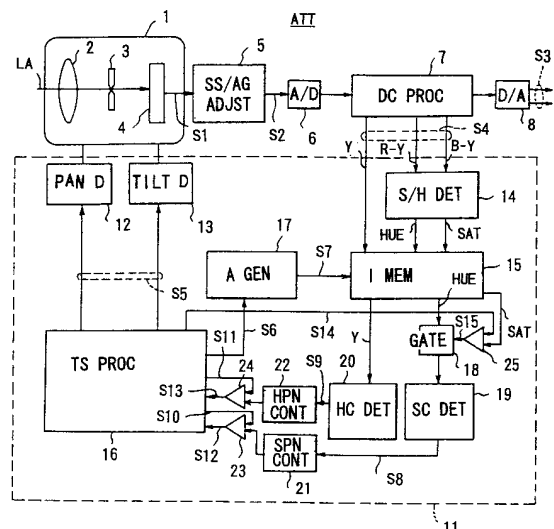 ATT
1
2
3
4
LA
5
SS/AG
ADJST
S1
S2
A/D
6
7
DC PROC
D/A
8
S3
S4
Y
R-Y
B-Y
PAN D
TILT D
12
13
S/H DET
14
HUE
SAT
17
A GEN
S7
I MEM
15
S5
S6
S14
HUE
S15
SAT
GATE
18
25
Y
TS PROC
16
S11
24
S13
S10
S12
23
22
HPN
CONT
S9
20
HC DET
SC DET
19
SPN
CONT
21
S8
11